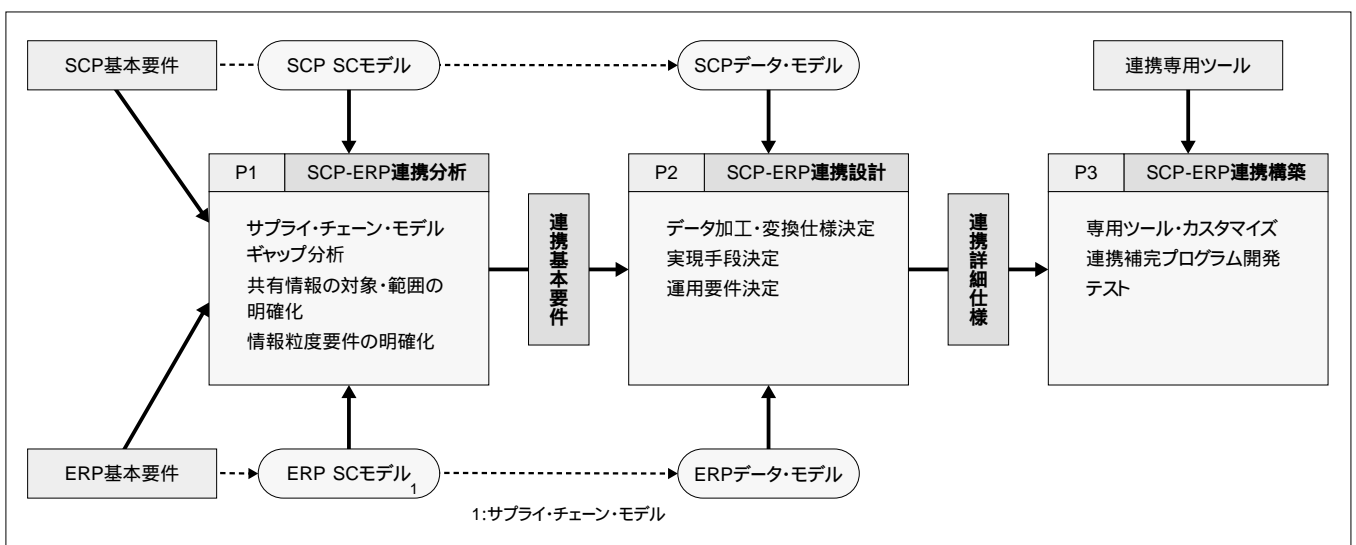 SCP基本要件
SCP SCモデル
SCPデータ・モデル
連携専用ツール
P1
SCP-ERP連携分析
サプライ・チェーン・モデル
ギャップ分析
共有情報の対象・範囲の
明確化
情報粒度要件の明確化
連携基本要件
P2
SCP-ERP連携設計
データ加工・変換仕様決定
実現手段決定
運用要件決定
連携詳細仕様
P3
SCP-ERP連携構築
専用ツール・カスタマイズ
連携補完プログラム開発
テスト
ERP基本要件
ERP SCモデル1
ERPデータ・モデル
1:サプライ・チェーン・モデル